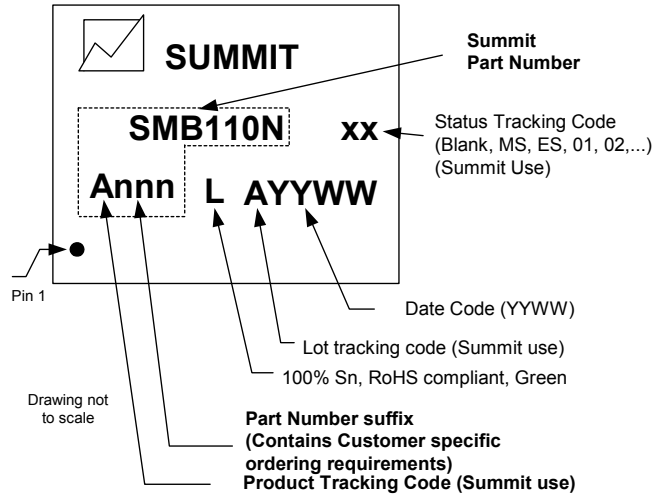 SUMMIT
Summit
Part Number
SMB110N xx
Status Tracking Code
(Blank, MS, ES, 01, 02,...)
(Summit Use)
Annn L AYYWW
Pin 1
Date Code (YYWW)
Lot tracking code (Summit use)
100% Sn, RoHS compliant, Green
Drawing not
to scale
Part Number suffix
(Contains Customer specific
ordering requirements)
Product Tracking Code (Summit use)